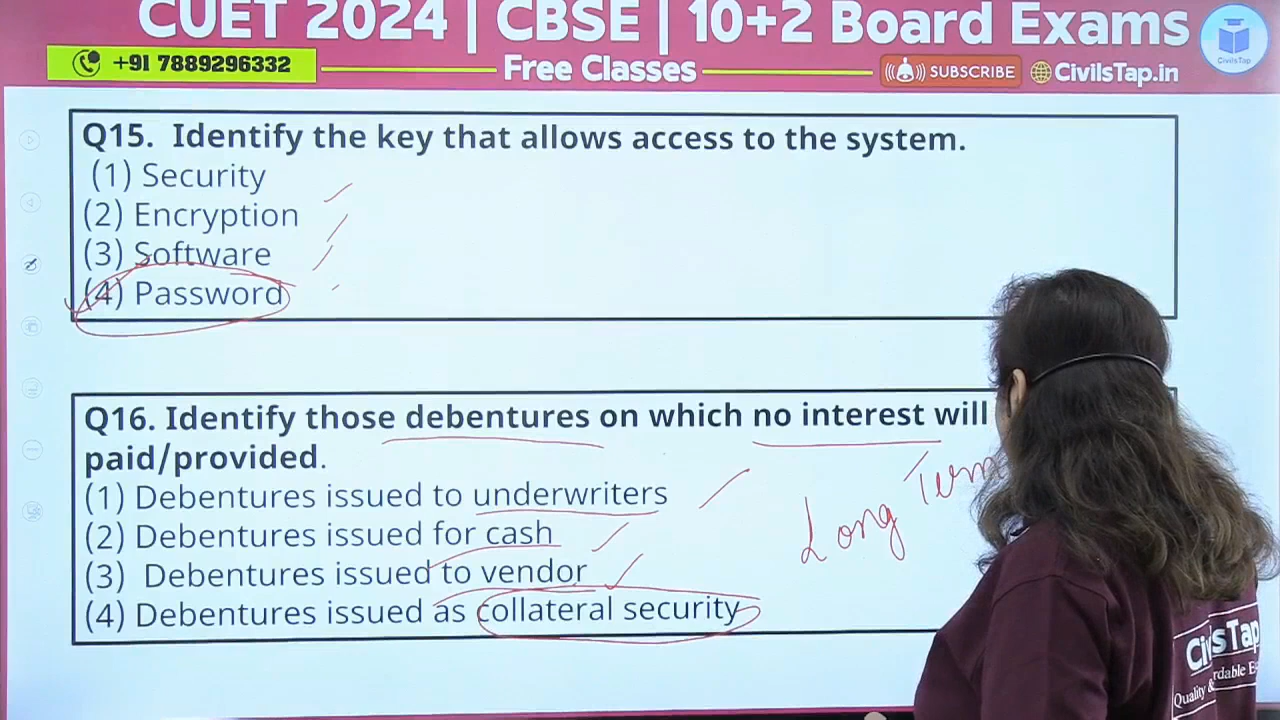 CUET 2024 | CBSE | 10+2 Board Exams
+91 7889296332
Free Classes
SUBSCRIBE
CivilsTap.in
CivilsTap
Q15. Identify the key that allows access to the system.
(1) Security
(2) Encryption
(3) Software
(4) Password
Q16. Identify those debentures on which no interest will
paid/provided.
(1) Debentures issued to underwriters
(2) Debentures issued for cash
(3) Debentures issued to vendor
(4) Debentures issued as collateral security
Long Term
CivilsTap
Quality &